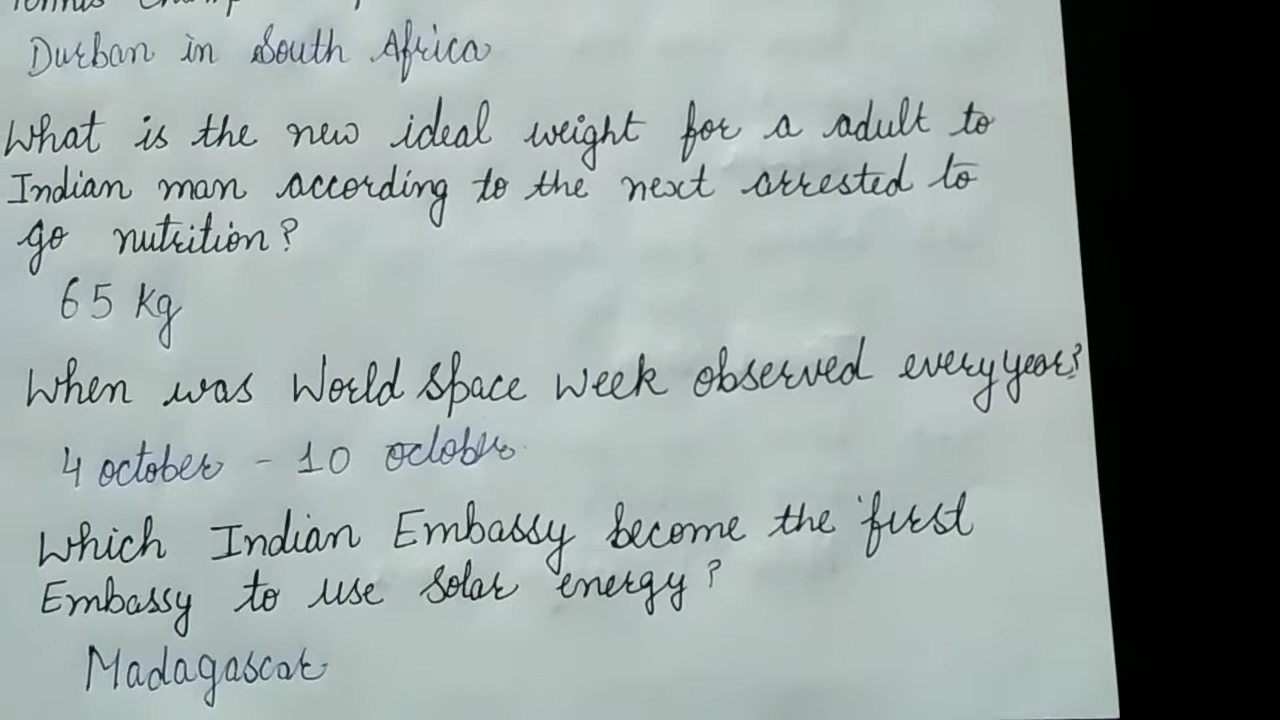 Durban in South Africa
What is the new ideal weight for a adult to
Indian man according to the next arrested to
go nutrition?
65 kg
When was World Space Week observed every year?
4 october - 10 october
Which Indian Embassy become the first
Embassy to use solar energy?
Madagascar